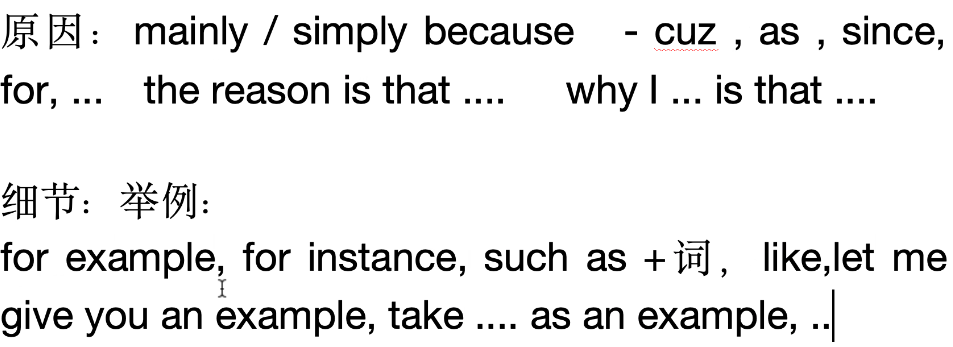 原因：mainly / simply because - cuz , as , since,
for, ... the reason is that .... why I ... is that ....
细节：举例：
for example, for instance, such as +词， like,let me
give you an example, take .... as an example, ..